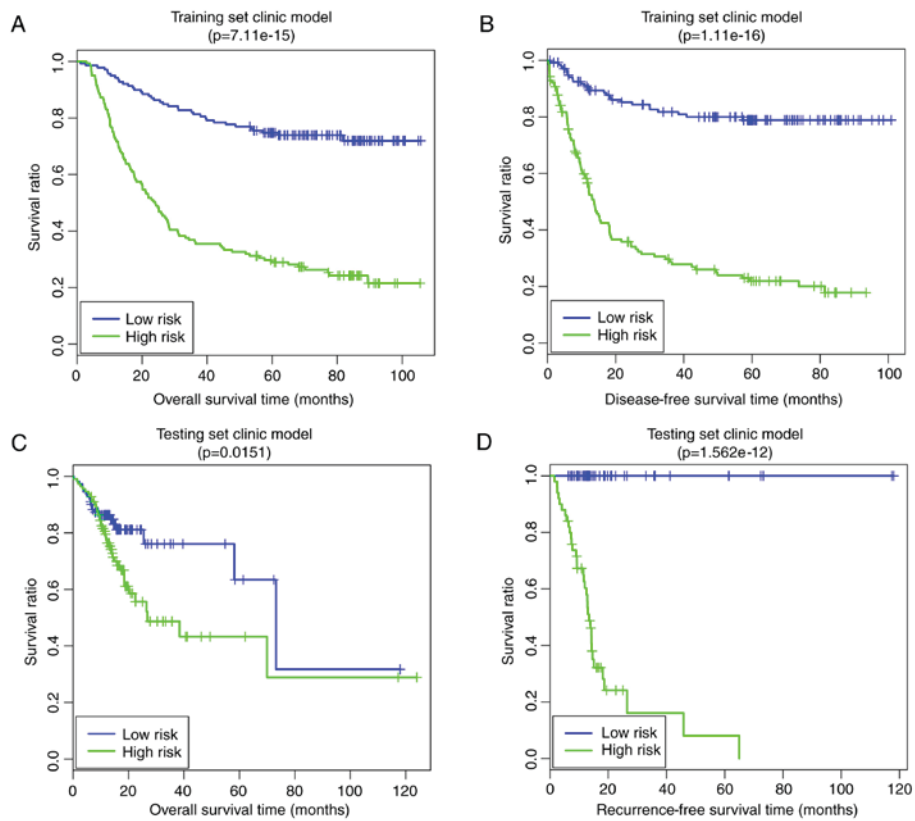 A
Training set clinic model
(p=7.11e-15)
Survival ratio
1.0
0.8
0.6
0.4
0.2
0.0
Low risk
High risk
0 20 40 60 80 100
Overall survival time (months)
B
Training set clinic model
(p=1.11e-16)
Survival ratio
1.0
0.8
0.6
0.4
0.2
0.0
Low risk
High risk
0 20 40 60 80 100
Disease-free survival time (months)
C
Testing set clinic model
(p=0.0151)
Survival ratio
1.0
0.8
0.6
0.4
0.2
0.0
Low risk
High risk
0 20 40 60 80 100 120
Overall survival time (months)
D
Testing set clinic model
(p=1.562e-12)
Survival ratio
1.0
0.8
0.6
0.4
0.2
0.0
Low risk
High risk
0 20 40 60 80 100 120
Recurrence-free survival time (months)